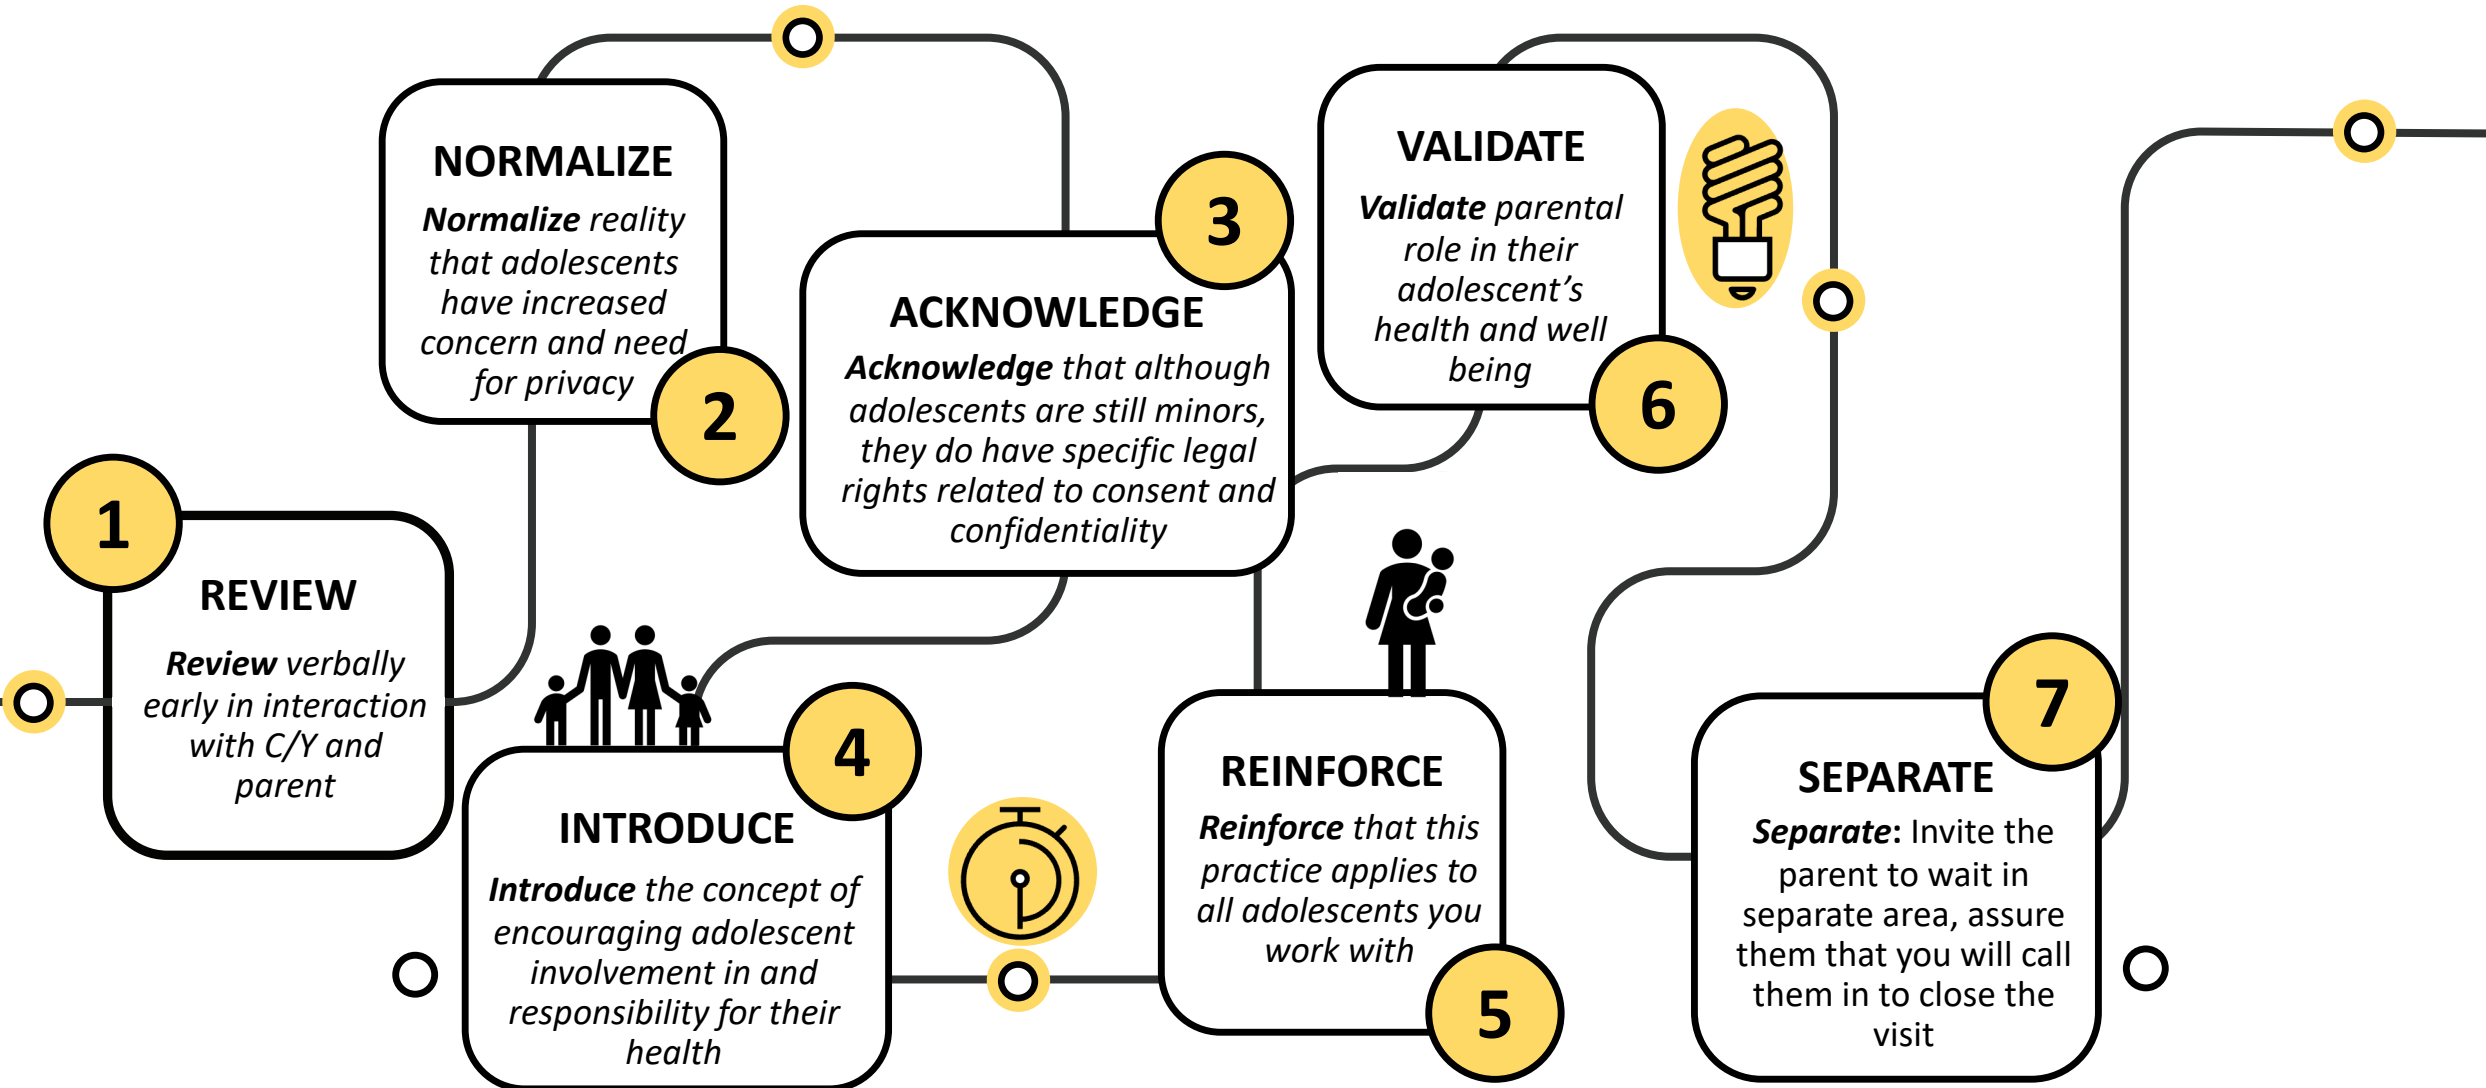 1
REVIEW
Review verbally
early in interaction
with C/Y and
parent
NORMALIZE
Normalize reality
that adolescents
have increased
concern and need
for privacy
2
3
ACKNOWLEDGE
Acknowledge that although
adolescents are still minors,
they do have specific legal
rights related to consent and
confidentiality
4
INTRODUCE
Introduce the concept of
encouraging adolescent
involvement in and
responsibility for their
health
REINFORCE
Reinforce that this
practice applies to
all adolescents you
work with
5
VALIDATE
Validate parental
role in their
adolescent’s
health and well
being
6
7
SEPARATE
Separate: Invite the
parent to wait in
separate area, assure
them that you will call
them in to close the
visit